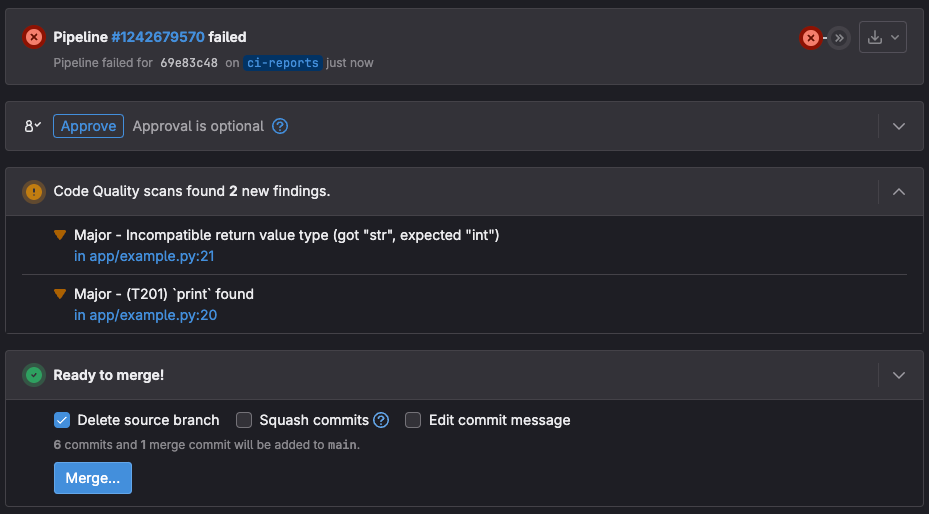 Pipeline #1242679570 failed
Pipeline failed for 69e83c48 on ci-reports just now
Approve Approval is optional
Code Quality scans found 2 new findings.
Major - Incompatible return value type (got "str", expected "int")
in app/example.py:21
Major - (T201) `print` found
in app/example.py:20
Ready to merge!
Delete source branch Squash commits Edit commit message
6 commits and 1 merge commit will be added to main.
Merge...